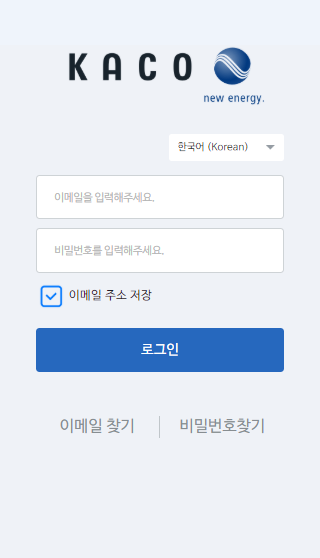 KACO
new energy.
한국어 (Korean)
이메일을 입력해주세요.
비밀번호를 입력해주세요.
이메일 주소 저장
로그인
이메일 찾기
비밀번호찾기